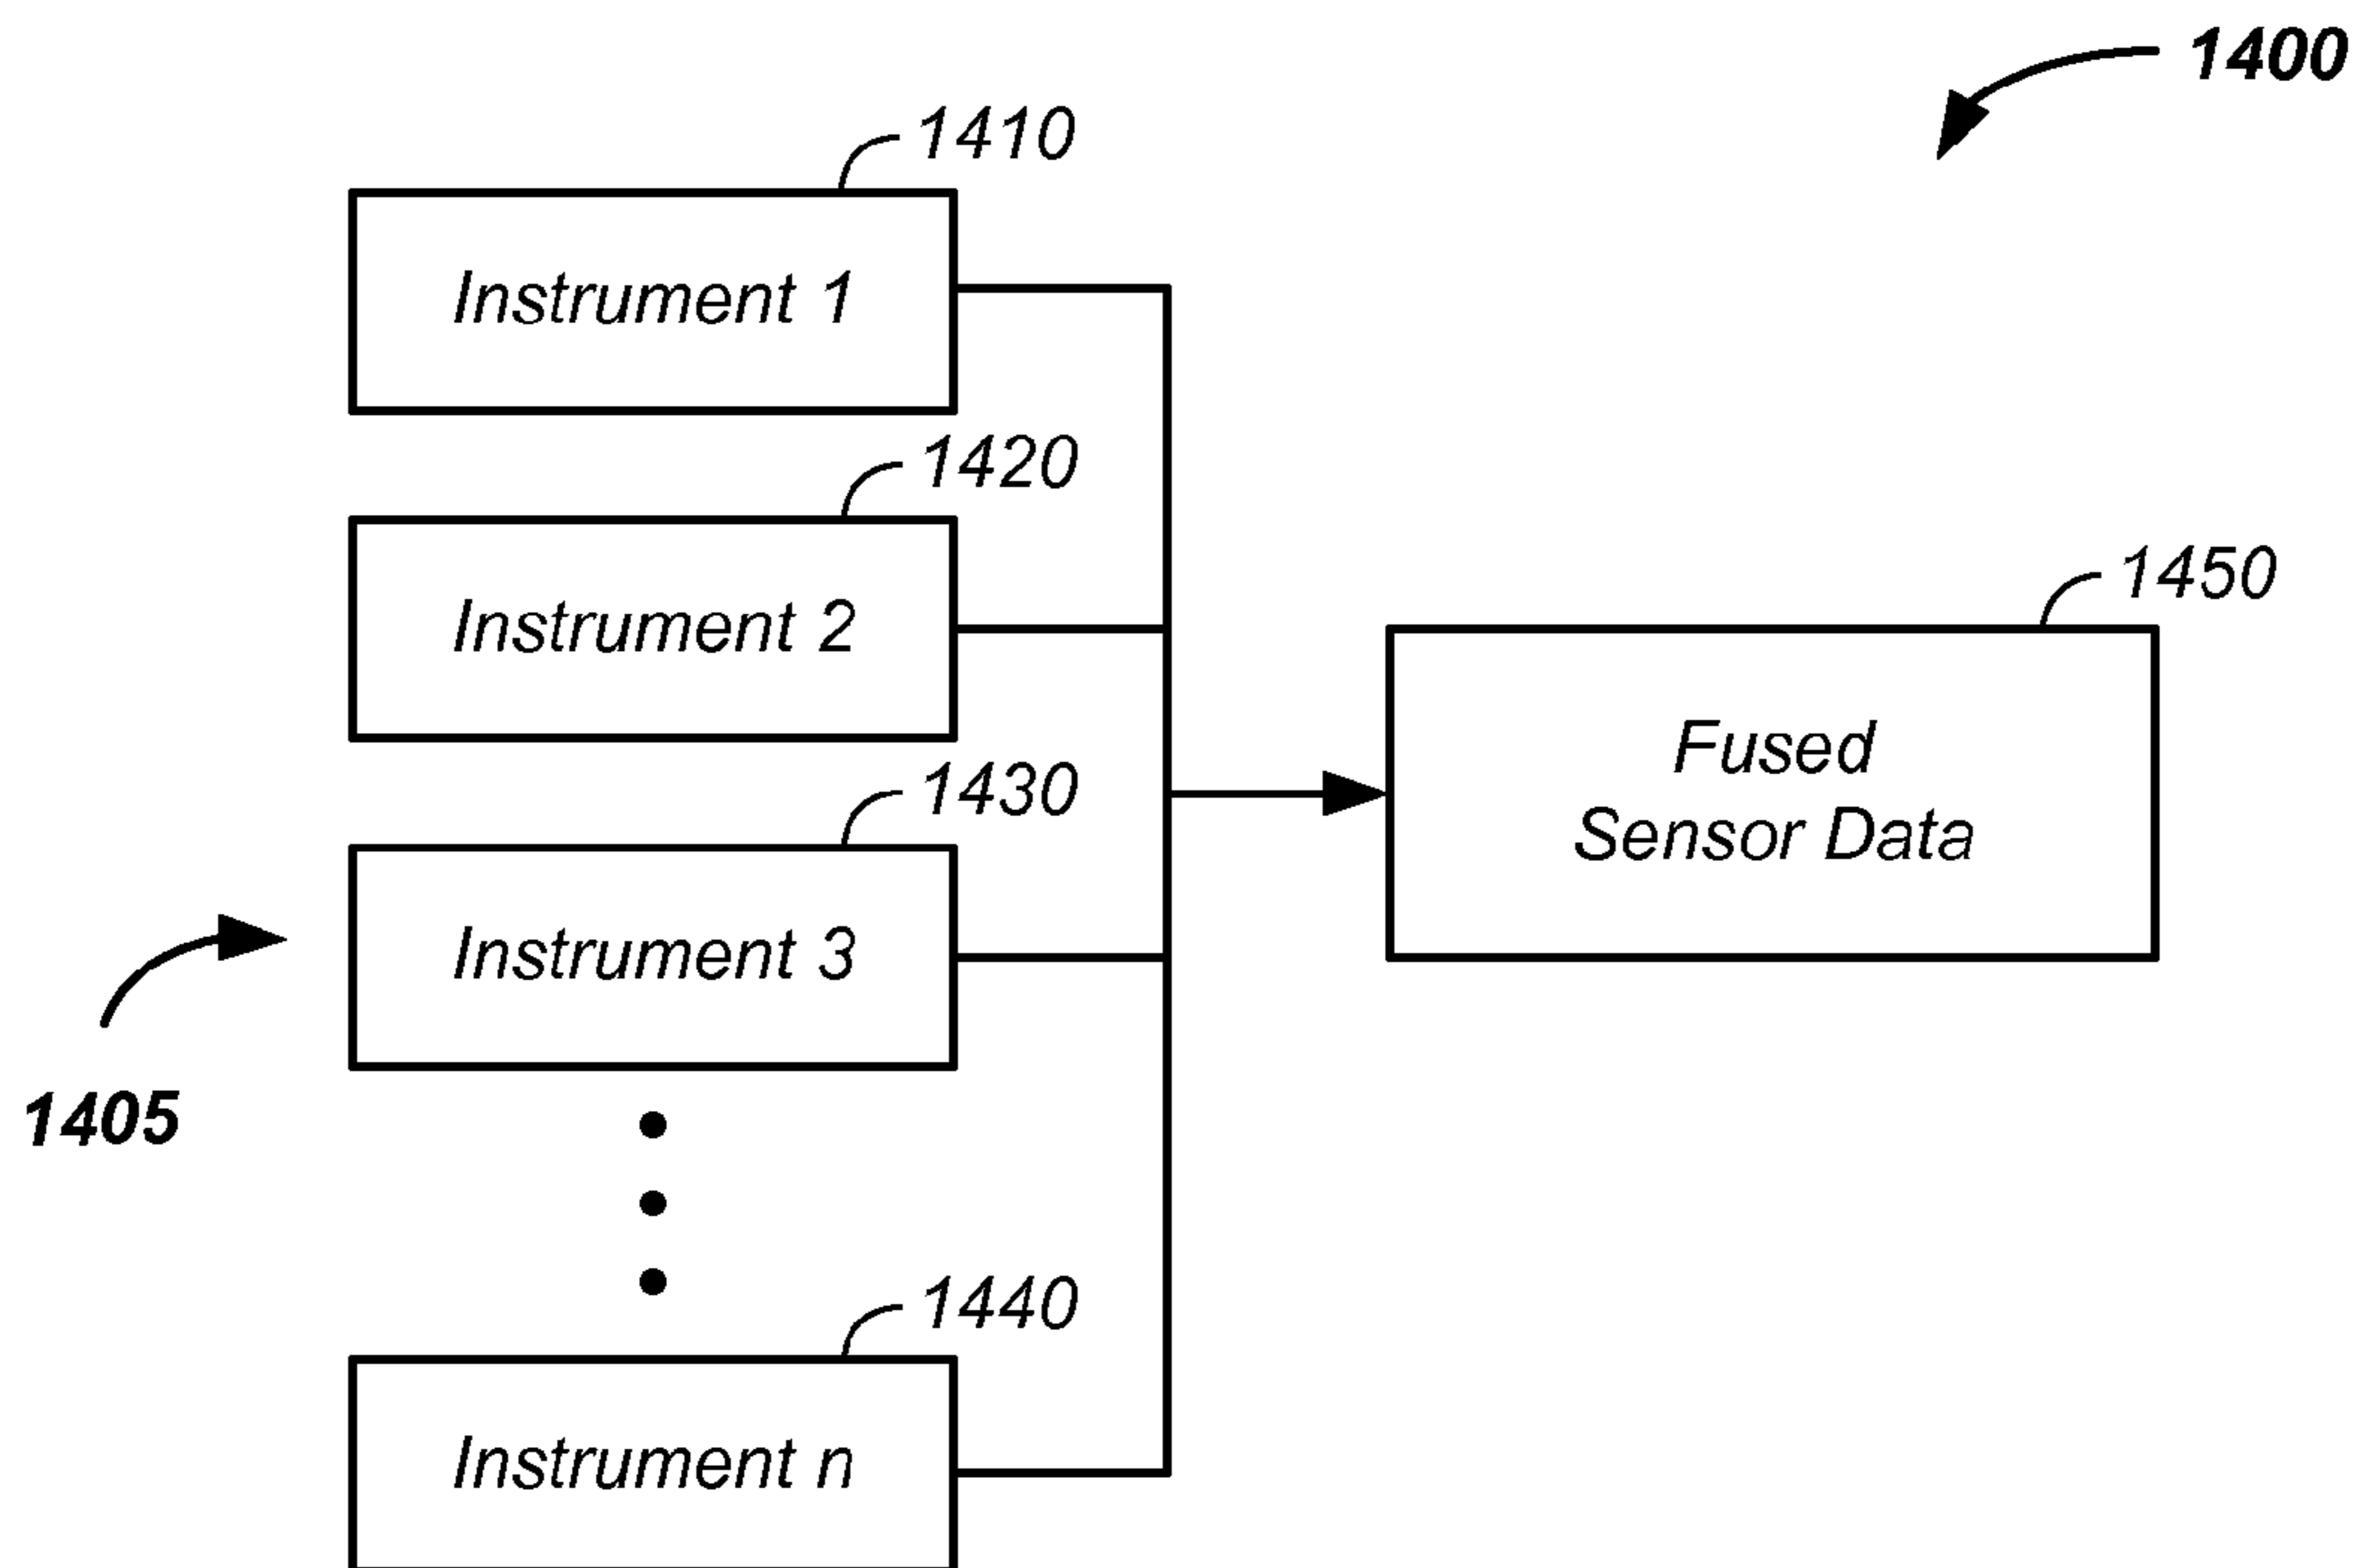 1400
1410
Instrument 1
1420
Instrument 2
1450
1430
Fused
Sensor Data
Instrument 3
1405
1440
Instrument n